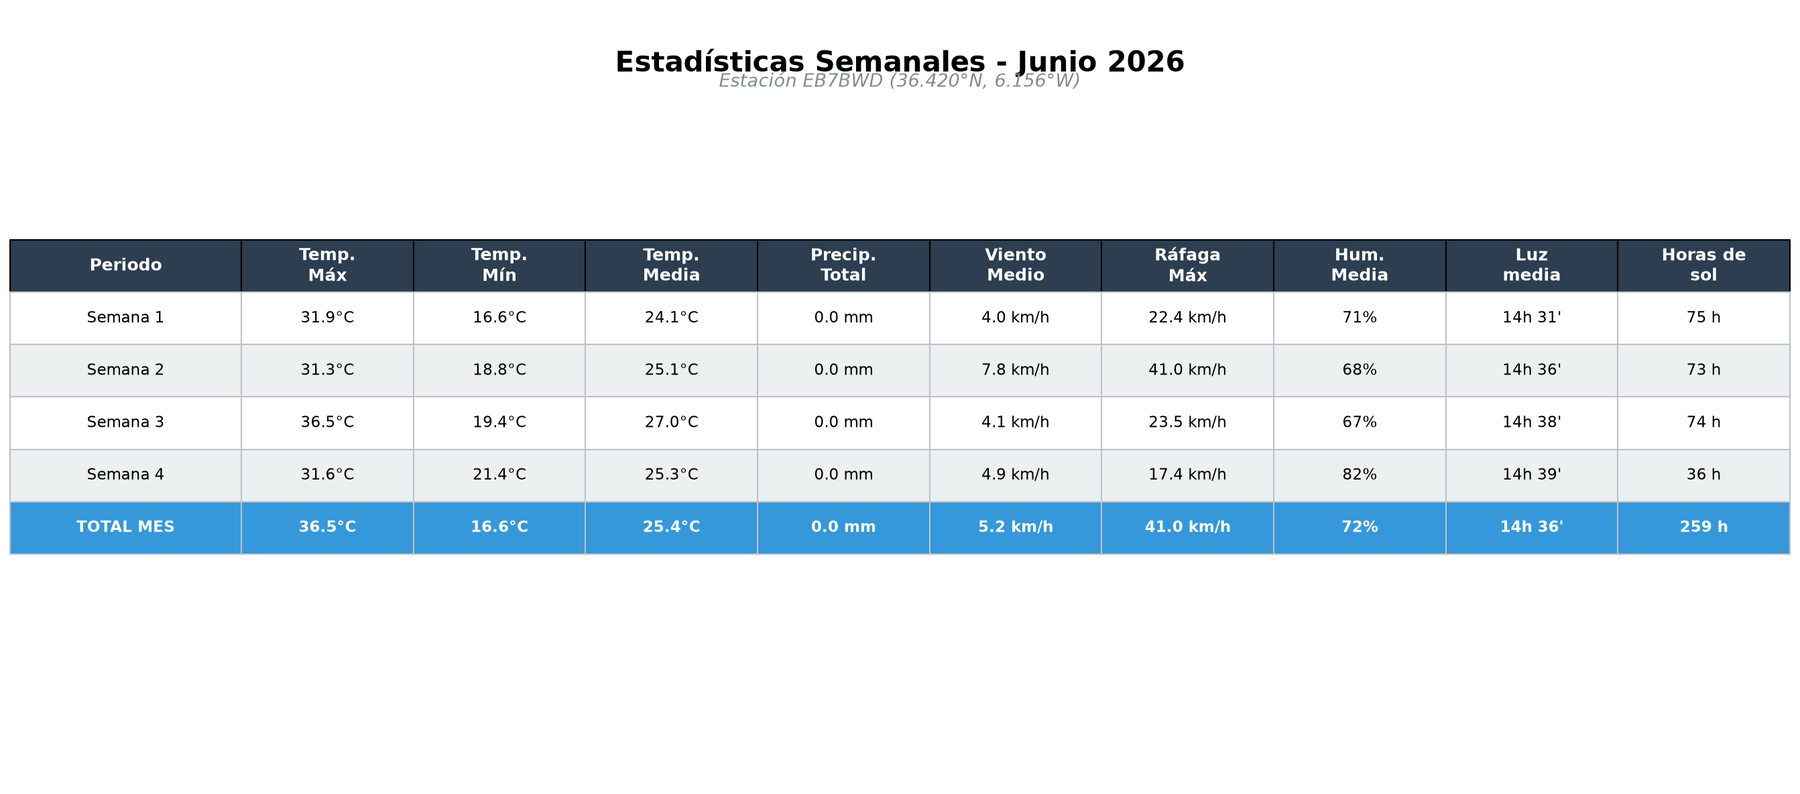 Estadísticas Semanales - Junio 2026
Estación EB7BWD (36.420°N, 6.156°W)
Periodo Temp. Máx Temp. Mín Temp. Media Precip. Total Viento Medio Ráfaga Máx Hum. Media Luz media Horas de sol
Semana 1 31.9°C 16.6°C 24.1°C 0.0 mm 4.0 km/h 22.4 km/h 71% 14h 31' 75 h
Semana 2 31.3°C 18.8°C 25.1°C 0.0 mm 7.8 km/h 41.0 km/h 68% 14h 36' 73 h
Semana 3 36.5°C 19.4°C 27.0°C 0.0 mm 4.1 km/h 23.5 km/h 67% 14h 38' 74 h
Semana 4 31.6°C 21.4°C 25.3°C 0.0 mm 4.9 km/h 17.4 km/h 82% 14h 39' 36 h
TOTAL MES 36.5°C 16.6°C 25.4°C 0.0 mm 5.2 km/h 41.0 km/h 72% 14h 36' 259 h